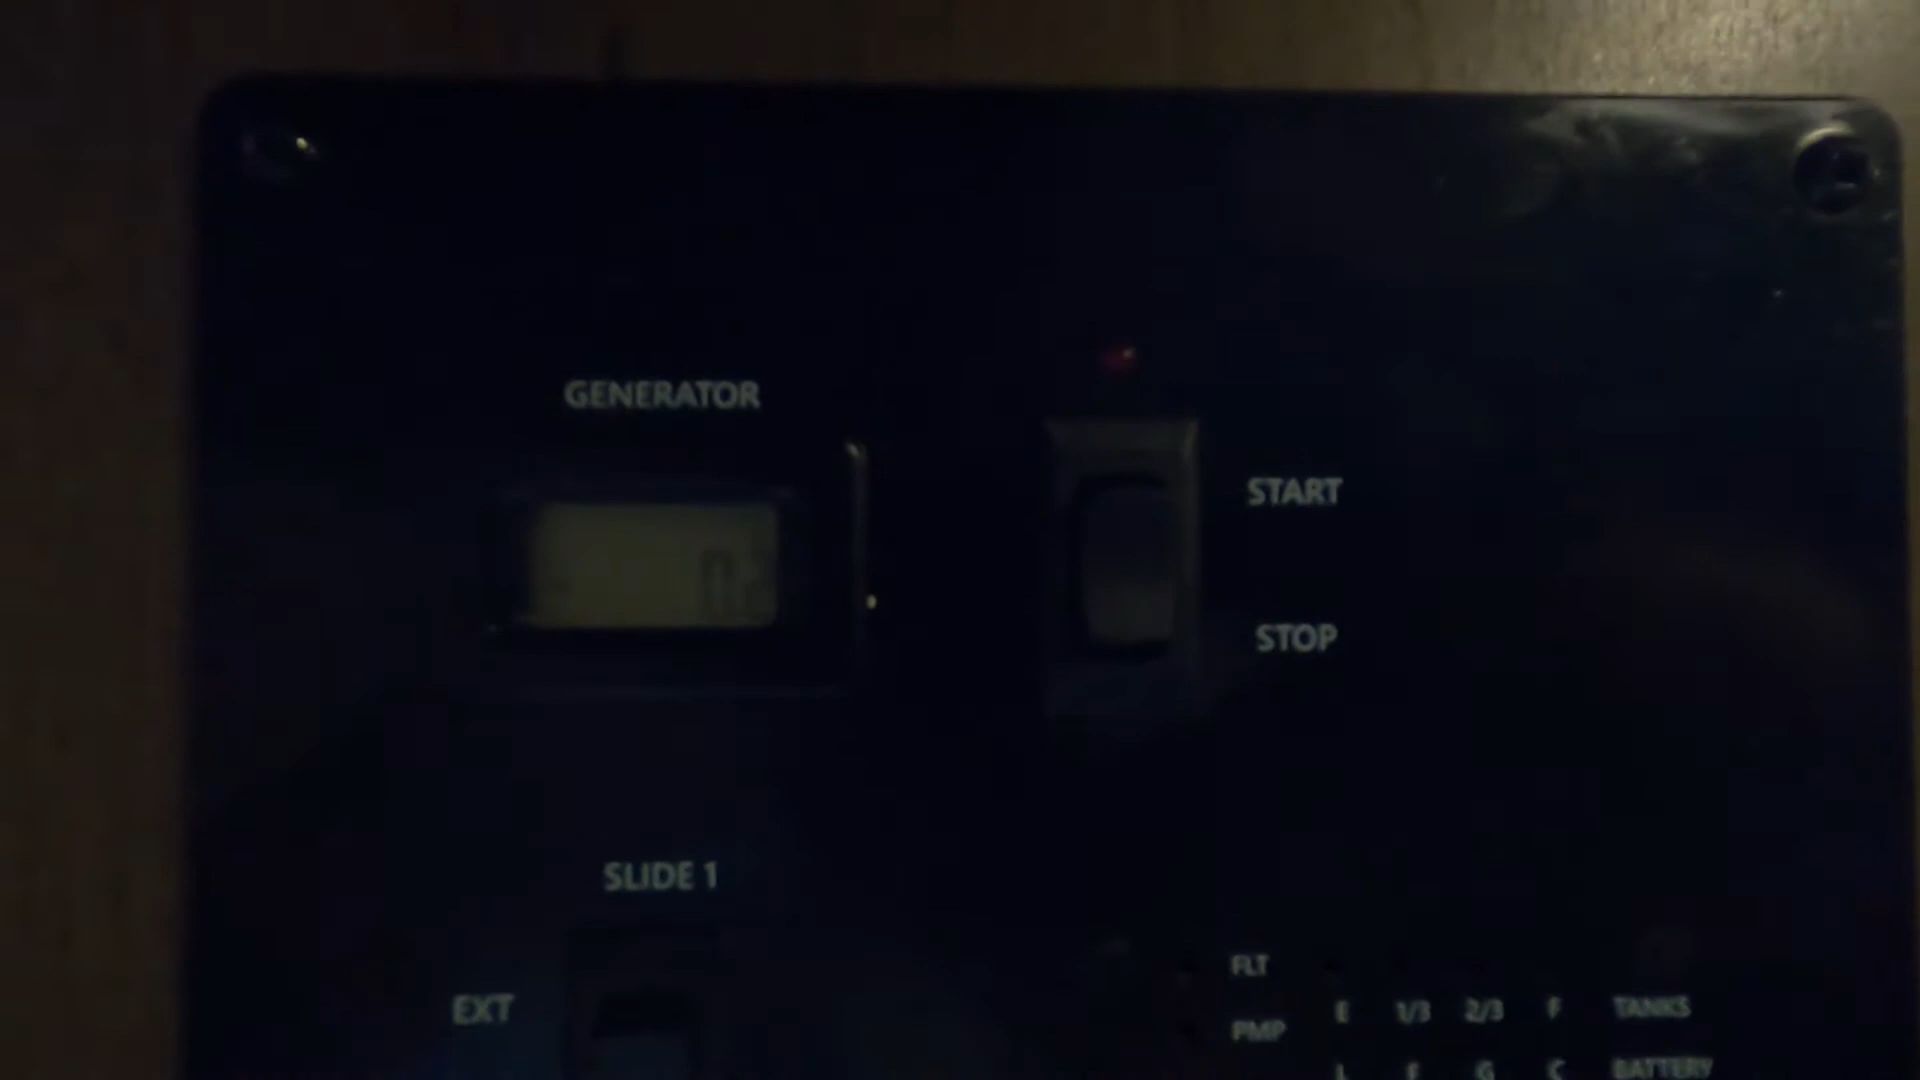 GENERATOR
START
STOP
SLIDE 1
EXT
FLT
PMP
E 1/3 2/3 F TANKS
L F G C BATTERY